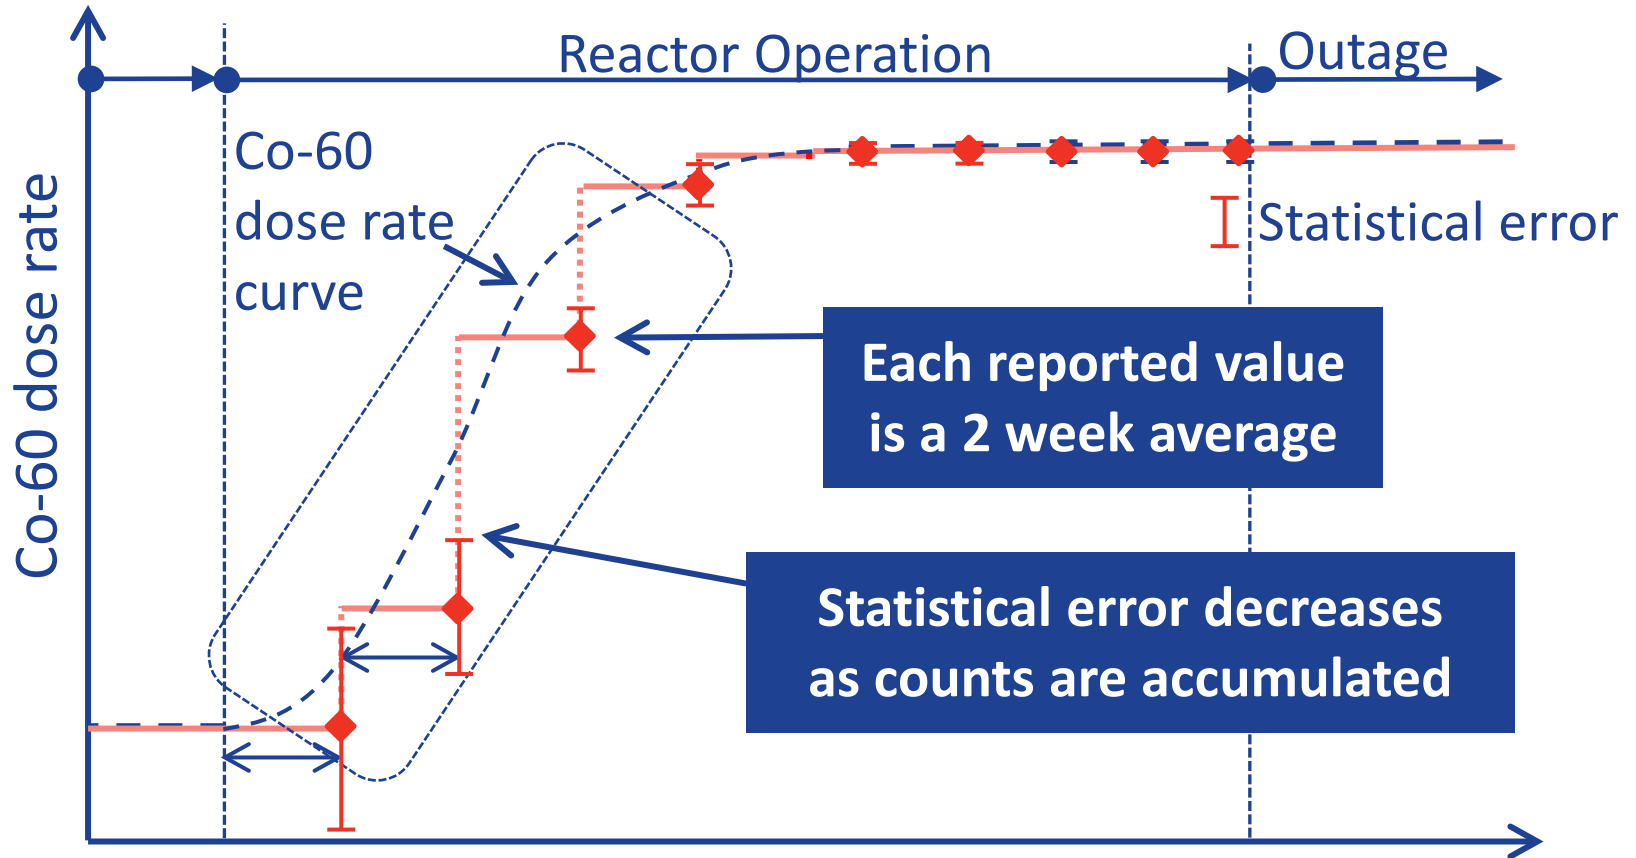 Reactor Operation
Outage
Co-60
dose rate
curve
Co-60 dose rate
Statistical error
Each reported value
is a 2 week average
Statistical error decreases
as counts are accumulated